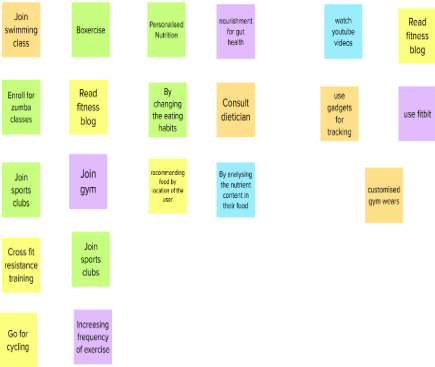 Join
swimming
class
Boxercise
Personalised
Nutrition
nourishment
for gut
health
watch
youtube
videos
Read
fitness
blog
Enroll for
zumba
classes
Read
fitness
blog
By
changing
the eating
habits
Consult
dietician
use
gadgets
for
tracking
use fitbit
Join
sports
clubs
Join
gym
recommending
food by
location of the
user
By analysing
the nutrient
content in
their food
customised
gym wears
Cross fit
resistance
training
Join
sports
clubs
Go for
cycling
Increasing
frequency
of exercise